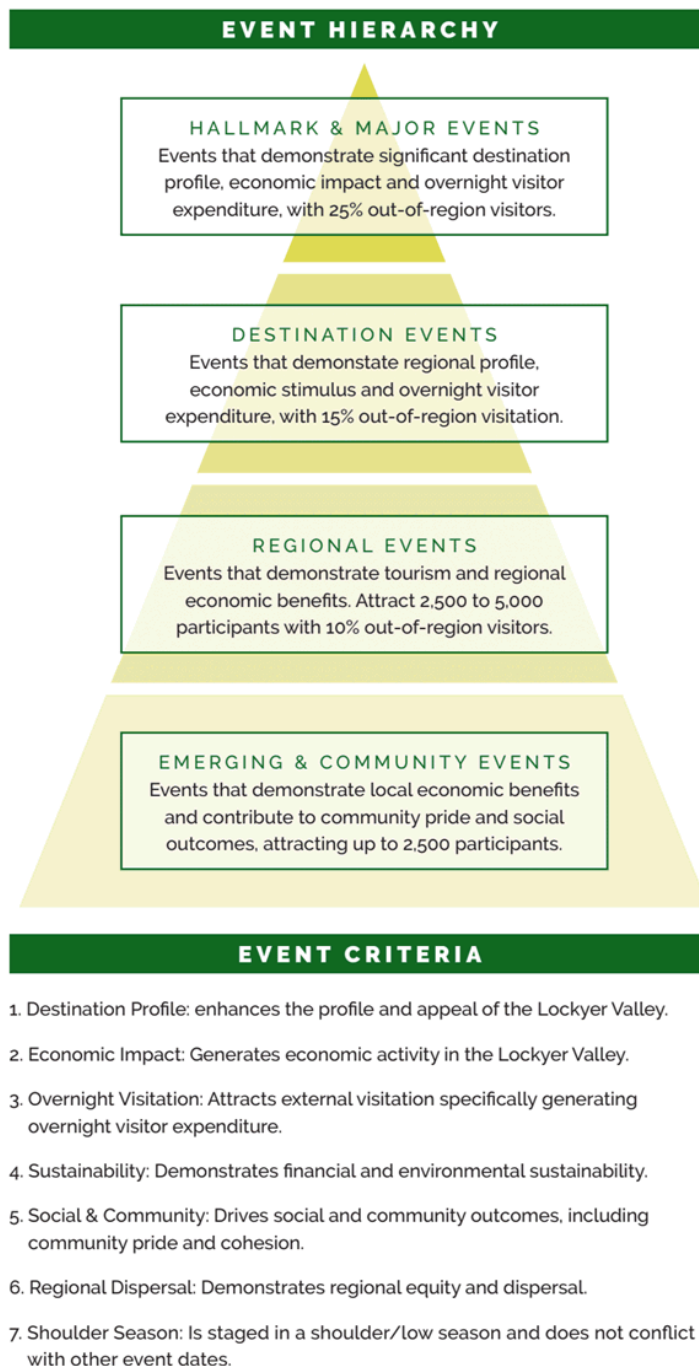 EVENT HIERARCHY
HALLMARK & MAJOR EVENTS
Events that demonstrate significant destination
profile, economic impact and overnight visitor
expenditure, with 25% out-of-region visitors.
DESTINATION EVENTS
Events that demonstate regional profile,
economic stimulus and overnight visitor
expenditure, with 15% out-of-region visitation.
REGIONAL EVENTS
Events that demonstrate tourism and regional
economic benefits. Attract 2,500 to 5,000
participants with 10% out-of-region visitors.
EMERGING & COMMUNITY EVENTS
Events that demonstrate local economic benefits
and contribute to community pride and social
outcomes, attracting up to 2,500 participants.
EVENT CRITERIA
1. Destination Profile: enhances the profile and appeal of the Lockyer Valley.
2. Economic Impact: Generates economic activity in the Lockyer Valley.
3. Overnight Visitation: Attracts external visitation specifically generating
overnight visitor expenditure.
4. Sustainability: Demonstrates financial and environmental sustainability.
5. Social & Community: Drives social and community outcomes, including
community pride and cohesion.
6. Regional Dispersal: Demonstrates regional equity and dispersal.
7. Shoulder Season: Is staged in a shoulder/low season and does not conflict
with other event dates.